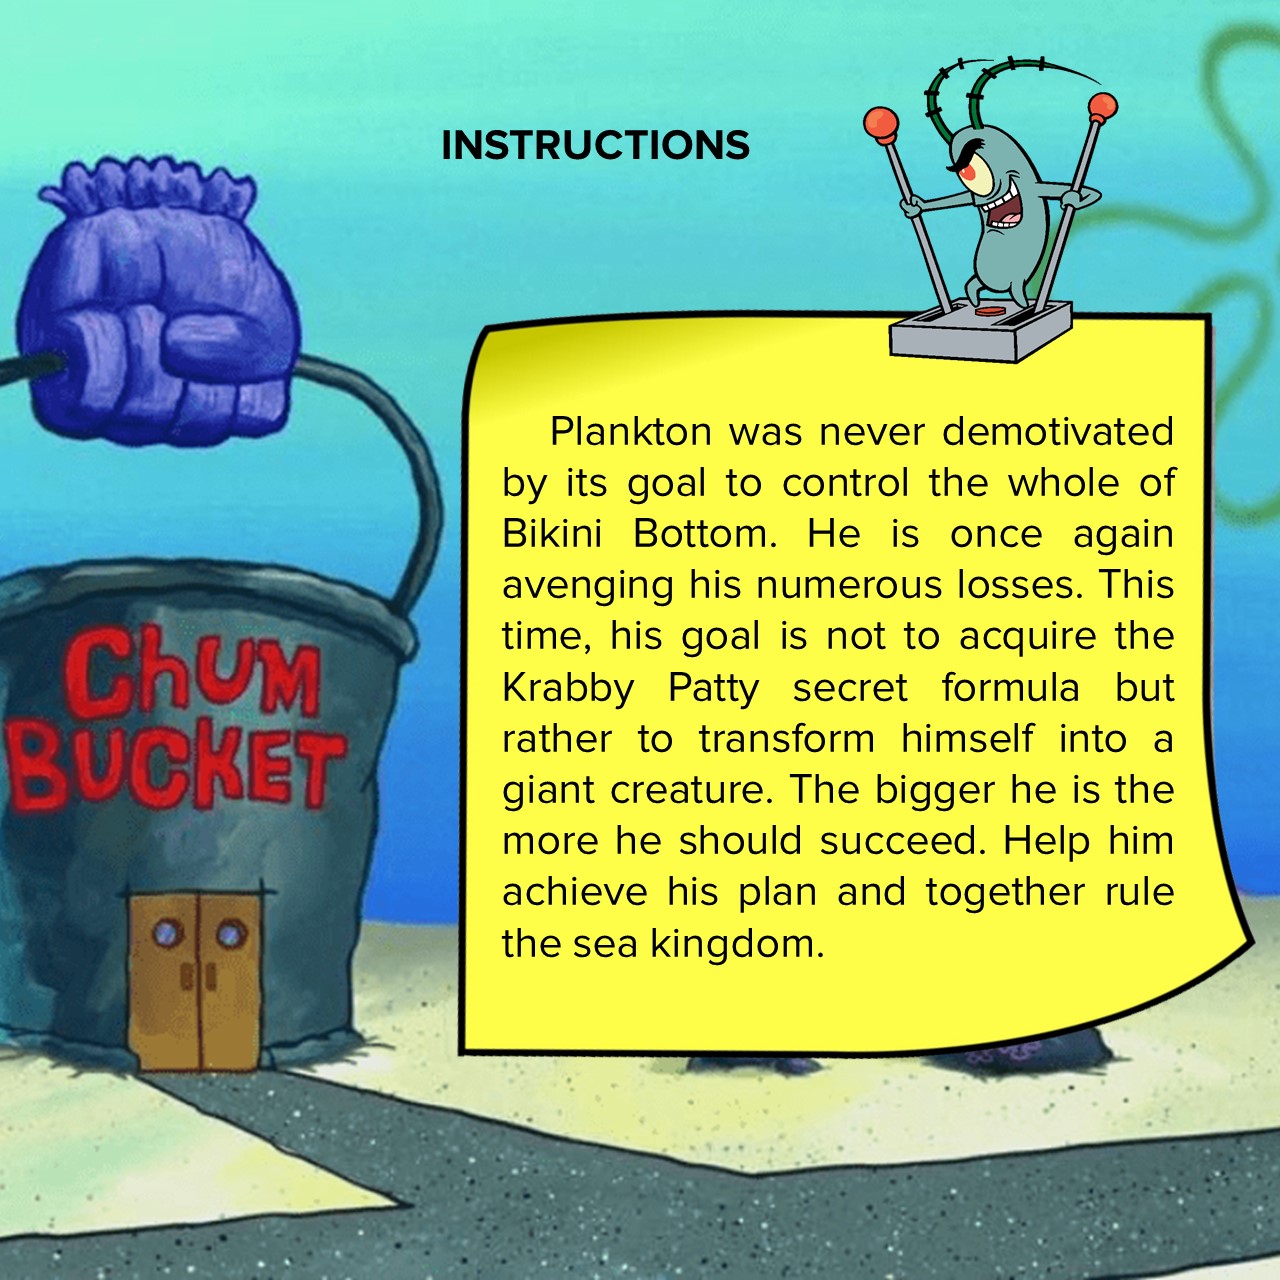 INSTRUCTIONS
Plankton was never demotivated
by its goal to control the whole of
Bikini Bottom. He is once again
avenging his numerous losses. This
time, his goal is not to acquire the
Krabby Patty secret formula but
rather to transform himself into a
giant creature. The bigger he is the
more he should succeed. Help him
achieve his plan and together rule
the sea kingdom.
ChUM
BUCKET